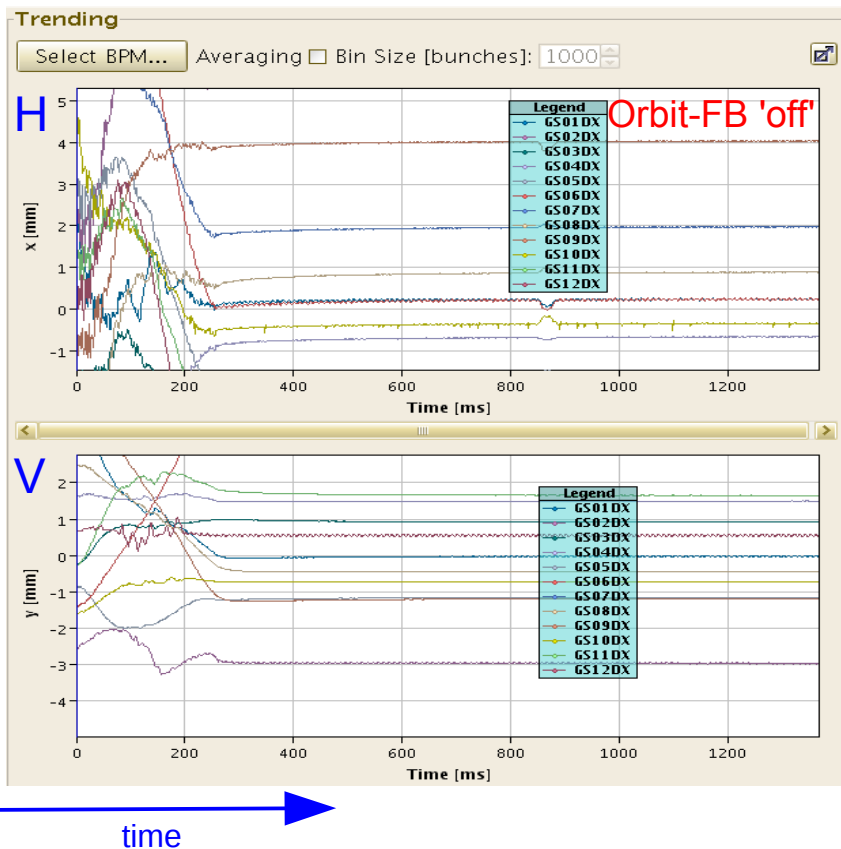 Trending
Select BPM... Averaging Bin Size [bunches]: 1000
H
Orbit-FB 'off'
Legend
GS01DX
GS02DX
GS03DX
GS04DX
GS05DX
GS06DX
GS07DX
GS08DX
GS09DX
GS10DX
GS11DX
GS12DX
x [mm]
5
4
3
2
1
0
-1
0 200 400 600 800 1000 1200
Time [ms]
V
Legend
GS01DX
GS02DX
GS03DX
GS04DX
GS05DX
GS06DX
GS07DX
GS08DX
GS09DX
GS10DX
GS11DX
GS12DX
y [mm]
2
1
0
-1
-2
-3
-4
0 200 400 600 800 1000 1200
Time [ms]
time